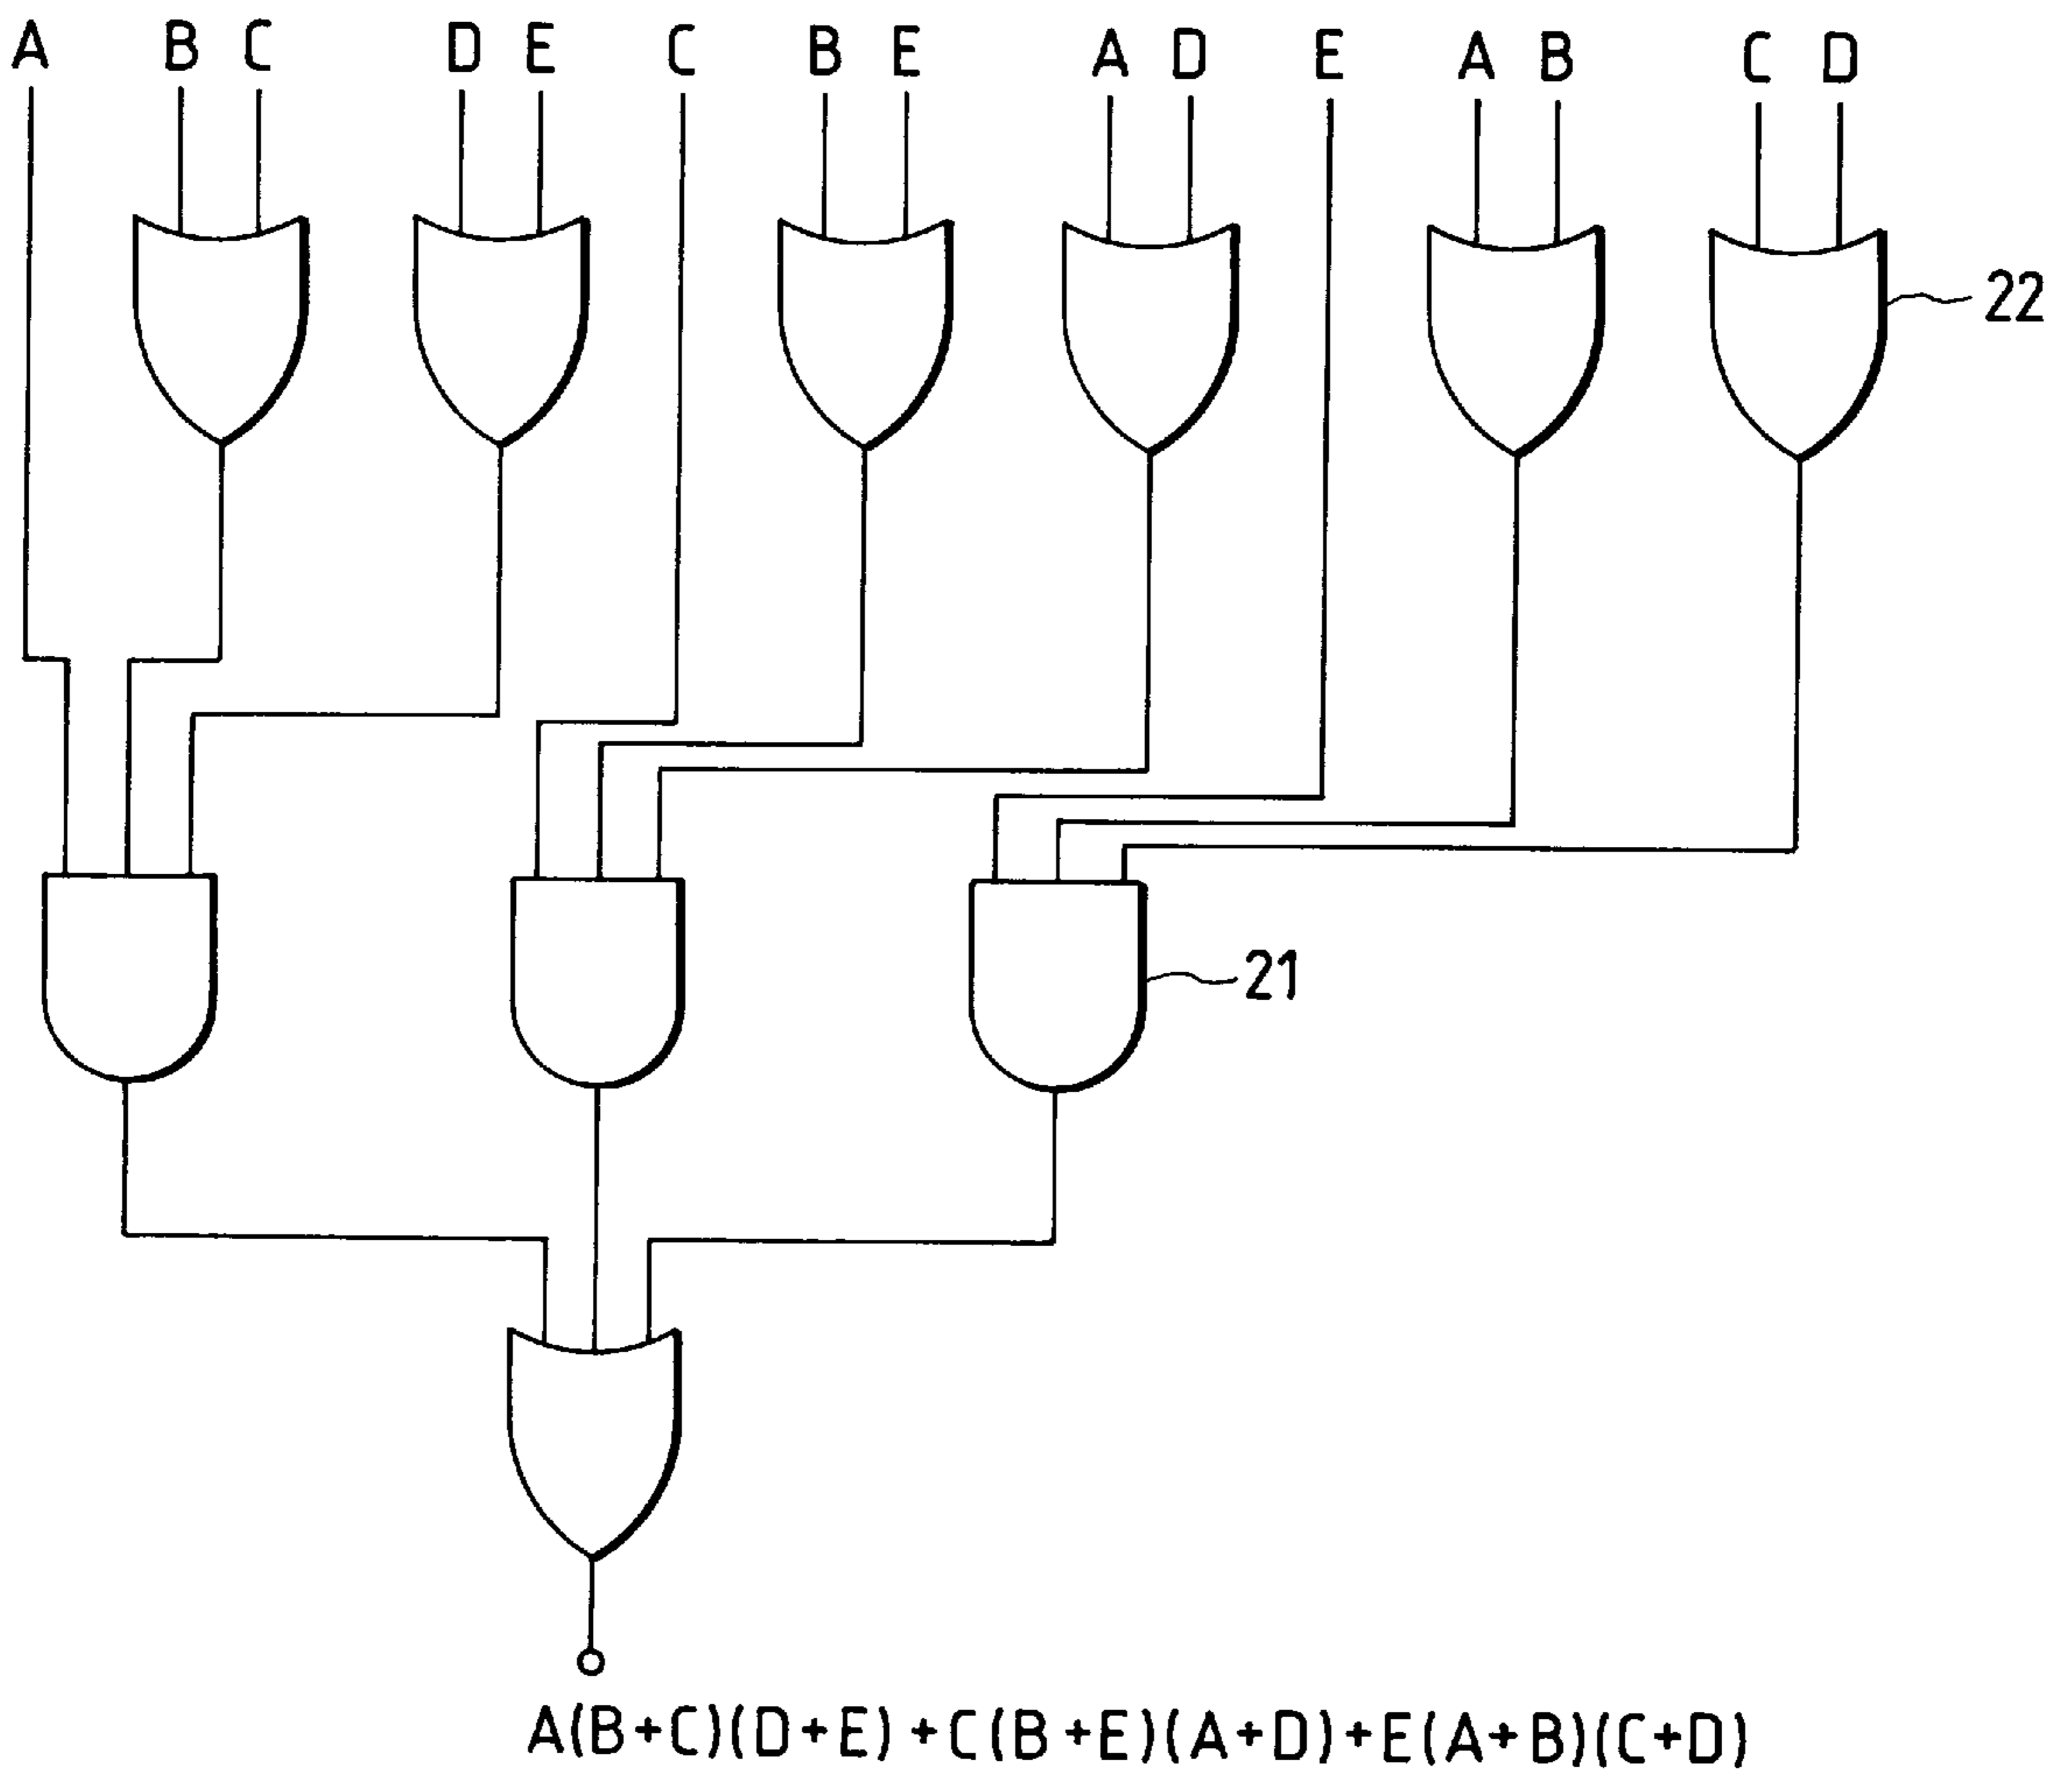 A B C D E C B E A D E A B C D
22
21
A(B+C)(D+E)+C(B+E)(A+D)+E(A+B)(C+D)